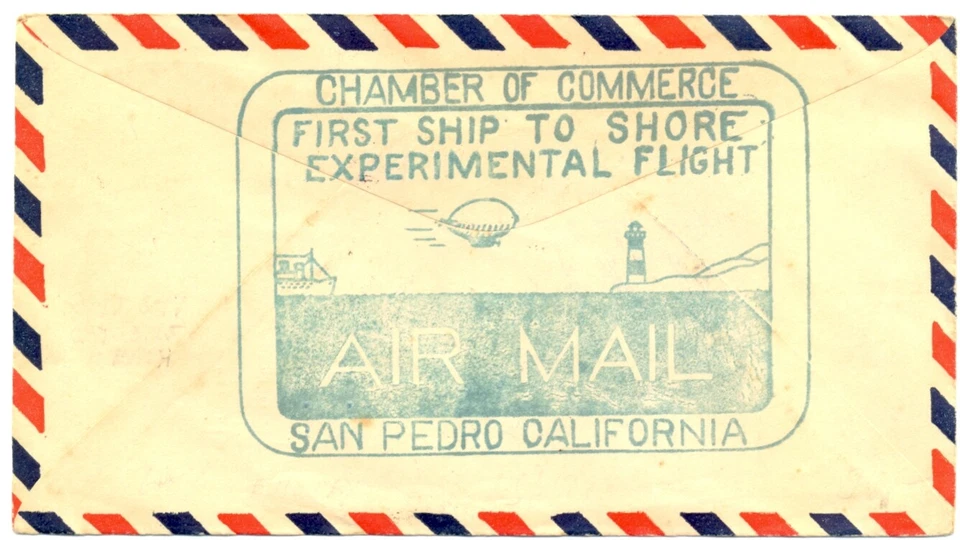 CHAMBER OF COMMERCE
FIRST SHIP TO SHORE
EXPERIMENTAL FLIGHT
AIR MAIL
SAN PEDRO CALIFORNIA